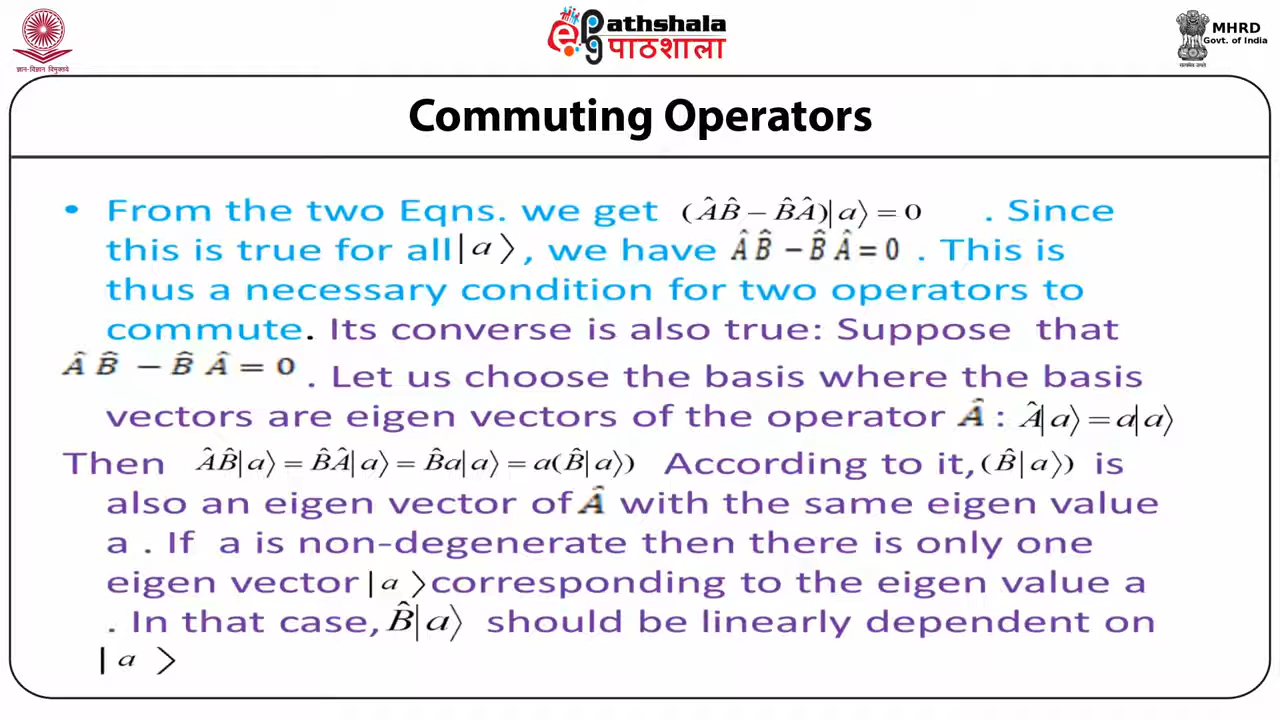 ज्ञान-विज्ञान विमुक्तये
ePathshala
पाठशाला
MHRD
Govt. of India
सत्यमेव जयते
Commuting Operators
• From the two Eqns. we get (ÂB̂ − B̂Â)|a⟩ = 0 . Since
this is true for all |a⟩, we have Â B̂ − B̂ Â = 0 . This is
thus a necessary condition for two operators to
commute. Its converse is also true: Suppose that
Â B̂ − B̂ Â = 0 . Let us choose the basis where the basis
vectors are eigen vectors of the operator Â : Â|a⟩ = a|a⟩
Then ÂB̂|a⟩ = B̂Â|a⟩ = B̂a|a⟩ = a(B̂|a⟩) According to it, (B̂|a⟩) is
also an eigen vector of Â with the same eigen value
a . If a is non-degenerate then there is only one
eigen vector |a⟩ corresponding to the eigen value a
. In that case, B̂|a⟩ should be linearly dependent on
|a⟩